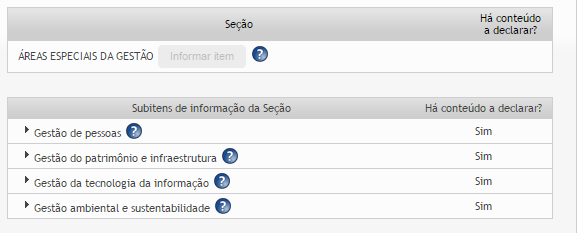 Seção
Há conteúdo
a declarar?
ÁREAS ESPECIAIS DA GESTÃO Informar item ?
Subitens de informação da Seção Há conteúdo a declarar?
Gestão de pessoas ? Sim
Gestão do patrimônio e infraestrutura ? Sim
Gestão da tecnologia da informação ? Sim
Gestão ambiental e sustentabilidade ? Sim